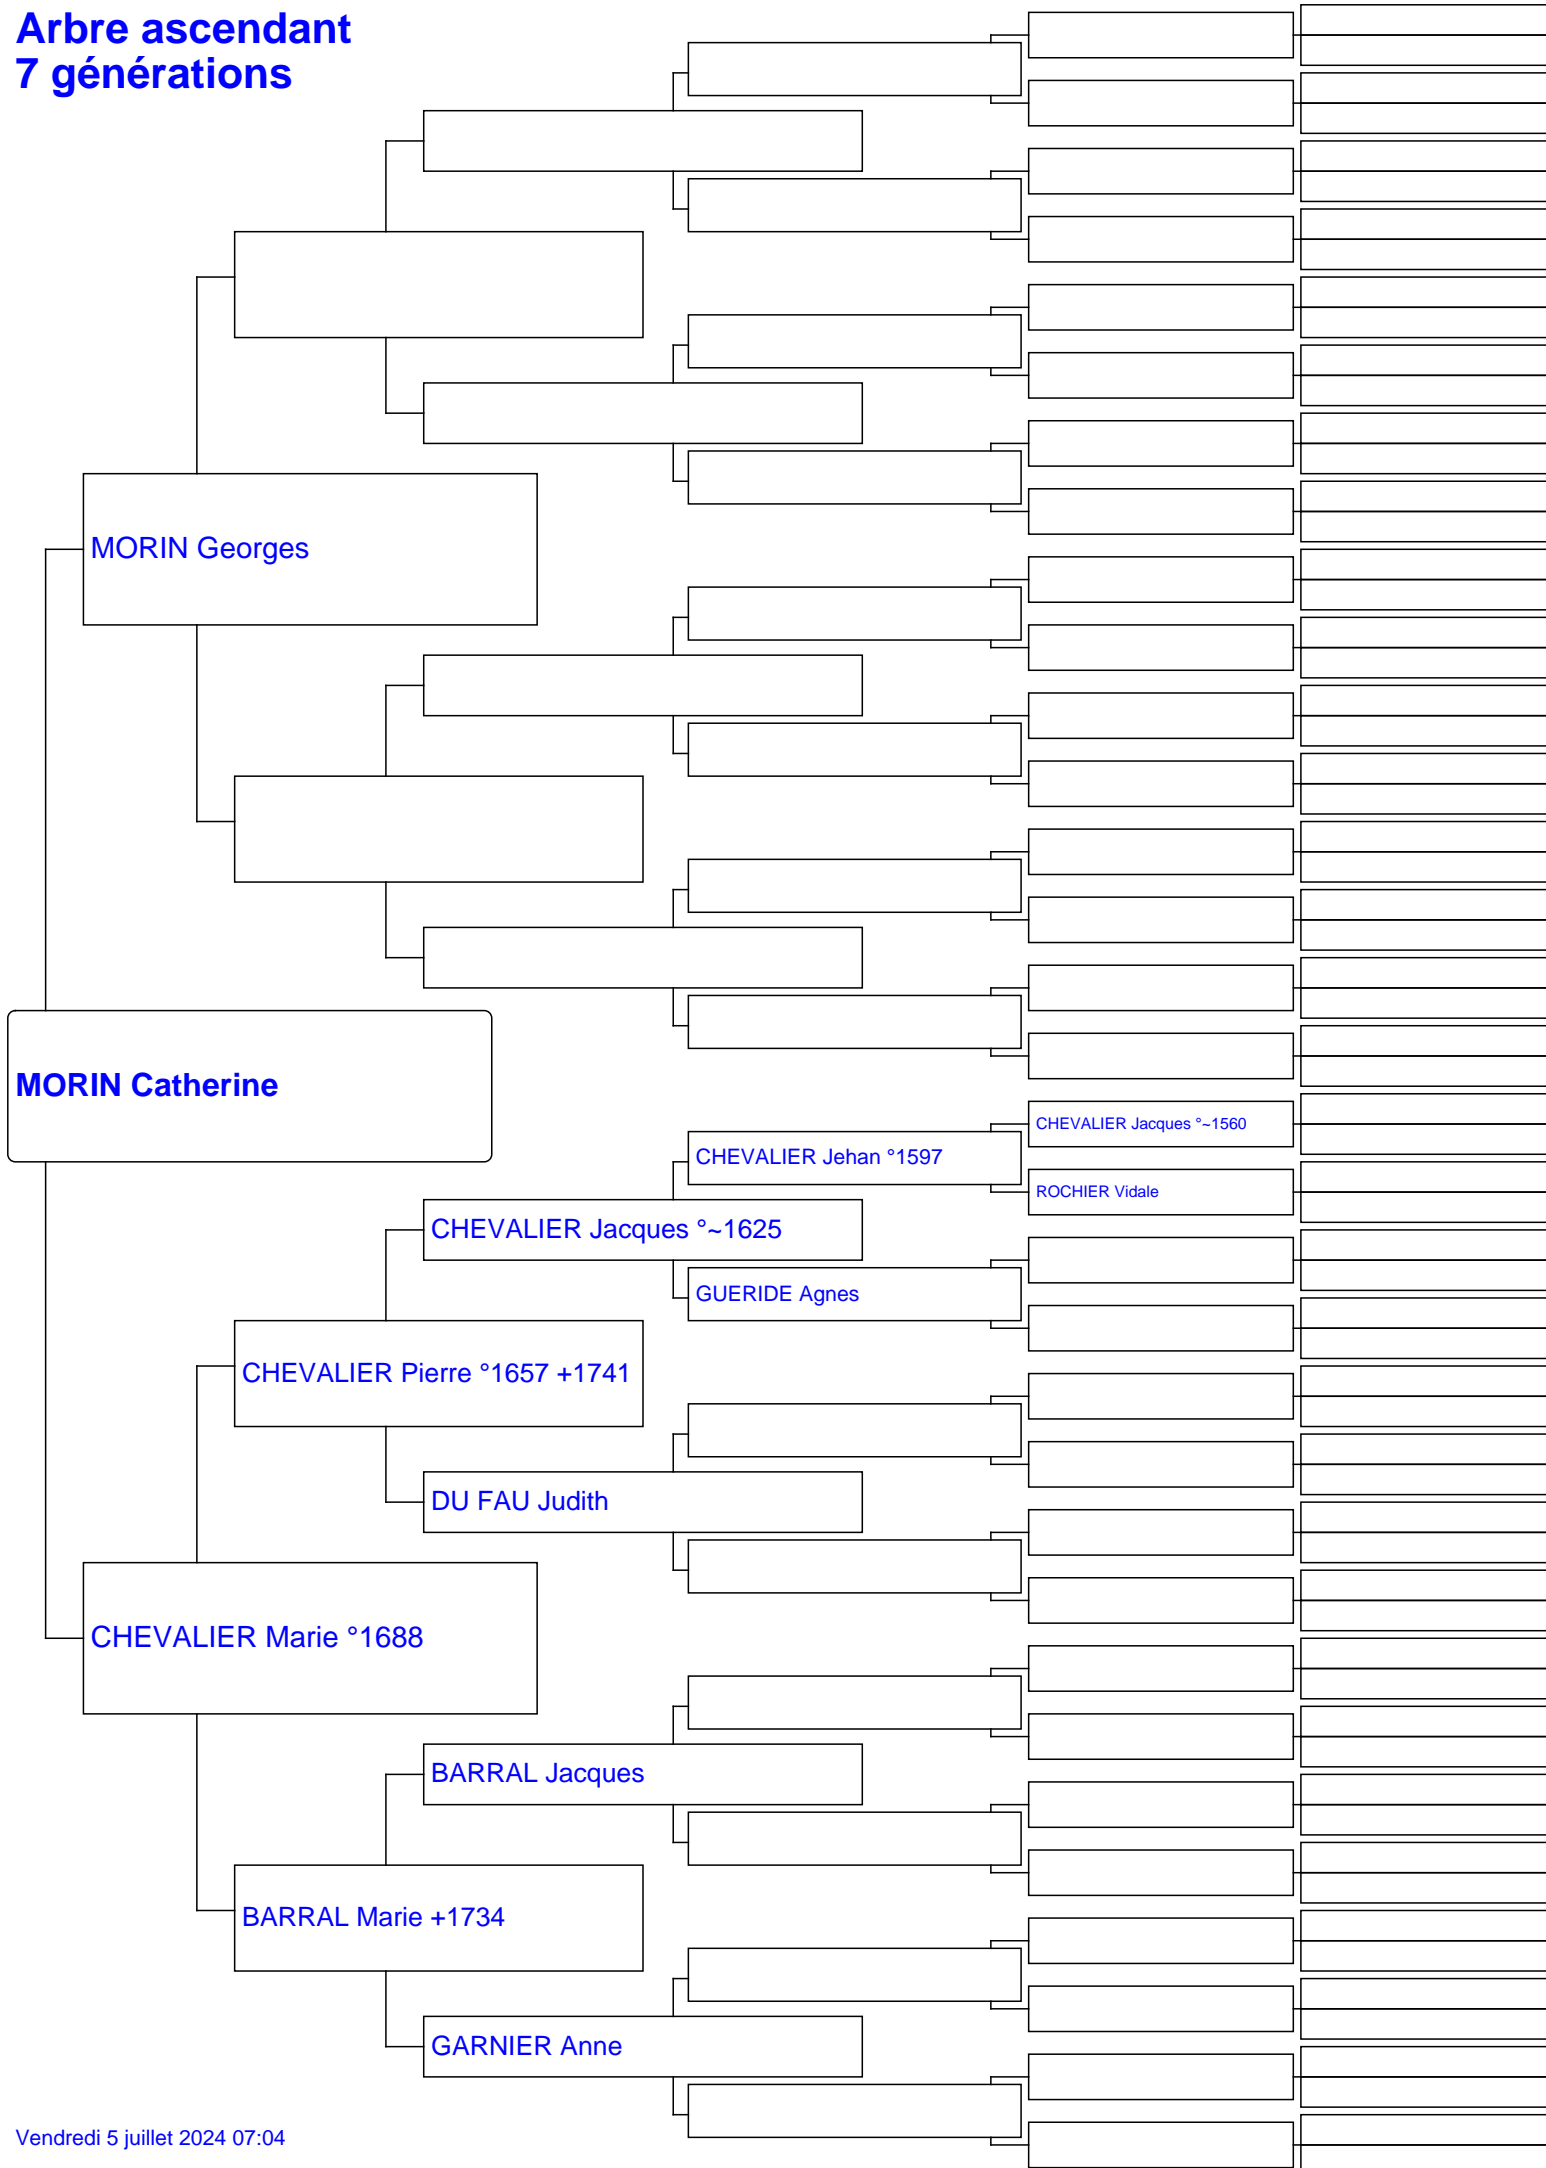 Arbre ascendant
7 générations
MORIN Georges
MORIN Catherine
CHEVALIER Jacques °~1560
CHEVALIER Jehan °1597
ROCHIER Vidale
CHEVALIER Jacques °~1625
GUERIDE Agnes
CHEVALIER Pierre °1657 +1741
DU FAU Judith
CHEVALIER Marie °1688
BARRAL Jacques
BARRAL Marie +1734
GARNIER Anne
Vendredi 5 juillet 2024 07:04